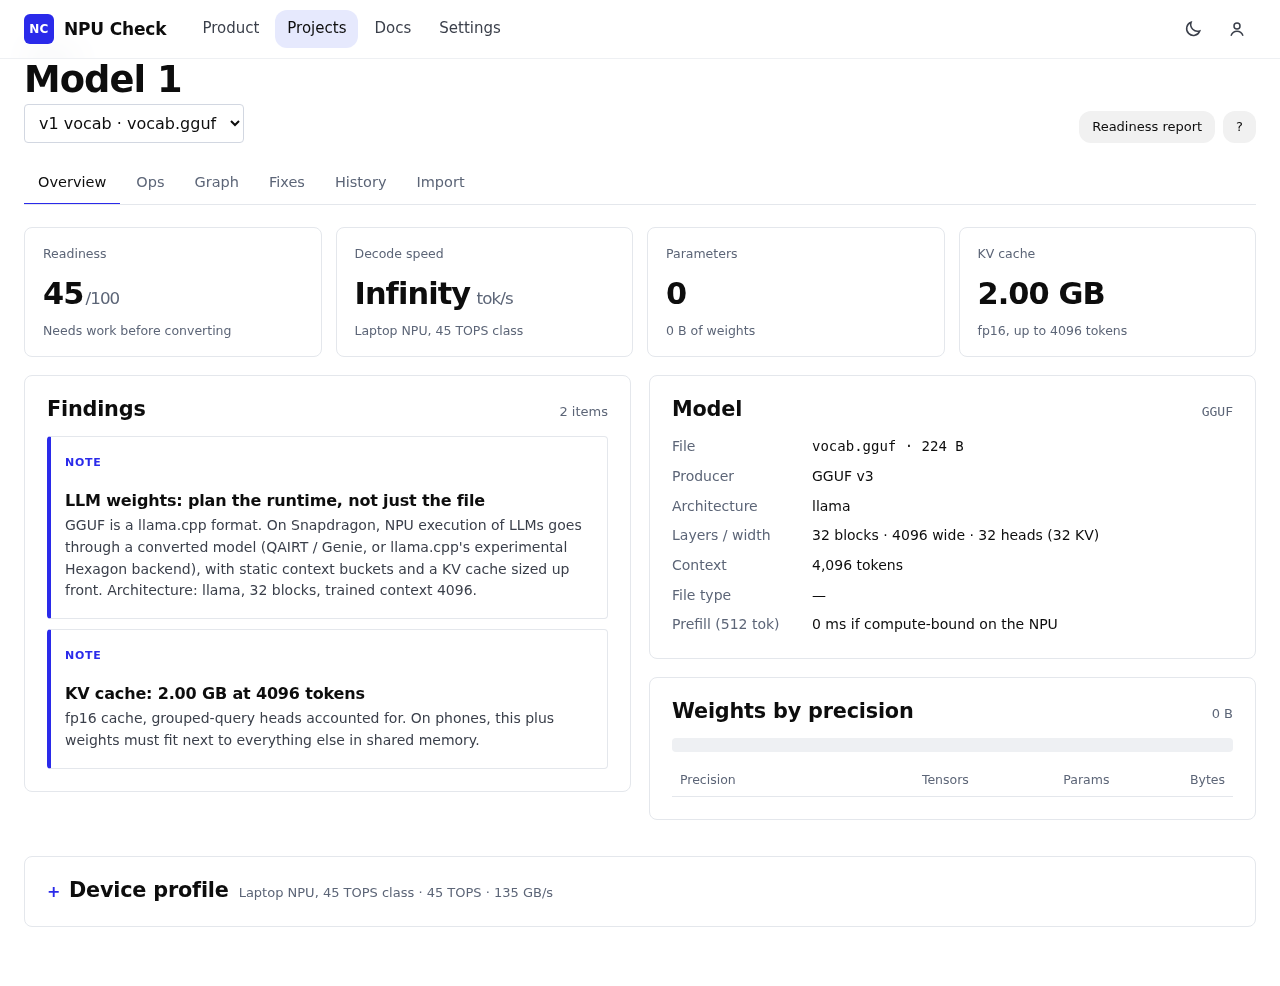 NC NPU Check Product Projects Docs Settings
Model 1
v1 vocab · vocab.gguf
Readiness report ?
Overview Ops Graph Fixes History Import
Readiness
45 /100
Needs work before converting
Decode speed
Infinity tok/s
Laptop NPU, 45 TOPS class
Parameters
0
0 B of weights
KV cache
2.00 GB
fp16, up to 4096 tokens
Findings 2 items
NOTE
LLM weights: plan the runtime, not just the file
GGUF is a llama.cpp format. On Snapdragon, NPU execution of LLMs goes
through a converted model (QAIRT / Genie, or llama.cpp's experimental
Hexagon backend), with static context buckets and a KV cache sized up
front. Architecture: llama, 32 blocks, trained context 4096.
NOTE
KV cache: 2.00 GB at 4096 tokens
fp16 cache, grouped-query heads accounted for. On phones, this plus
weights must fit next to everything else in shared memory.
Model GGUF
File vocab.gguf · 224 B
Producer GGUF v3
Architecture llama
Layers / width 32 blocks · 4096 wide · 32 heads (32 KV)
Context 4,096 tokens
File type —
Prefill (512 tok) 0 ms if compute-bound on the NPU
Weights by precision 0 B
Precision Tensors Params Bytes
+ Device profile Laptop NPU, 45 TOPS class · 45 TOPS · 135 GB/s